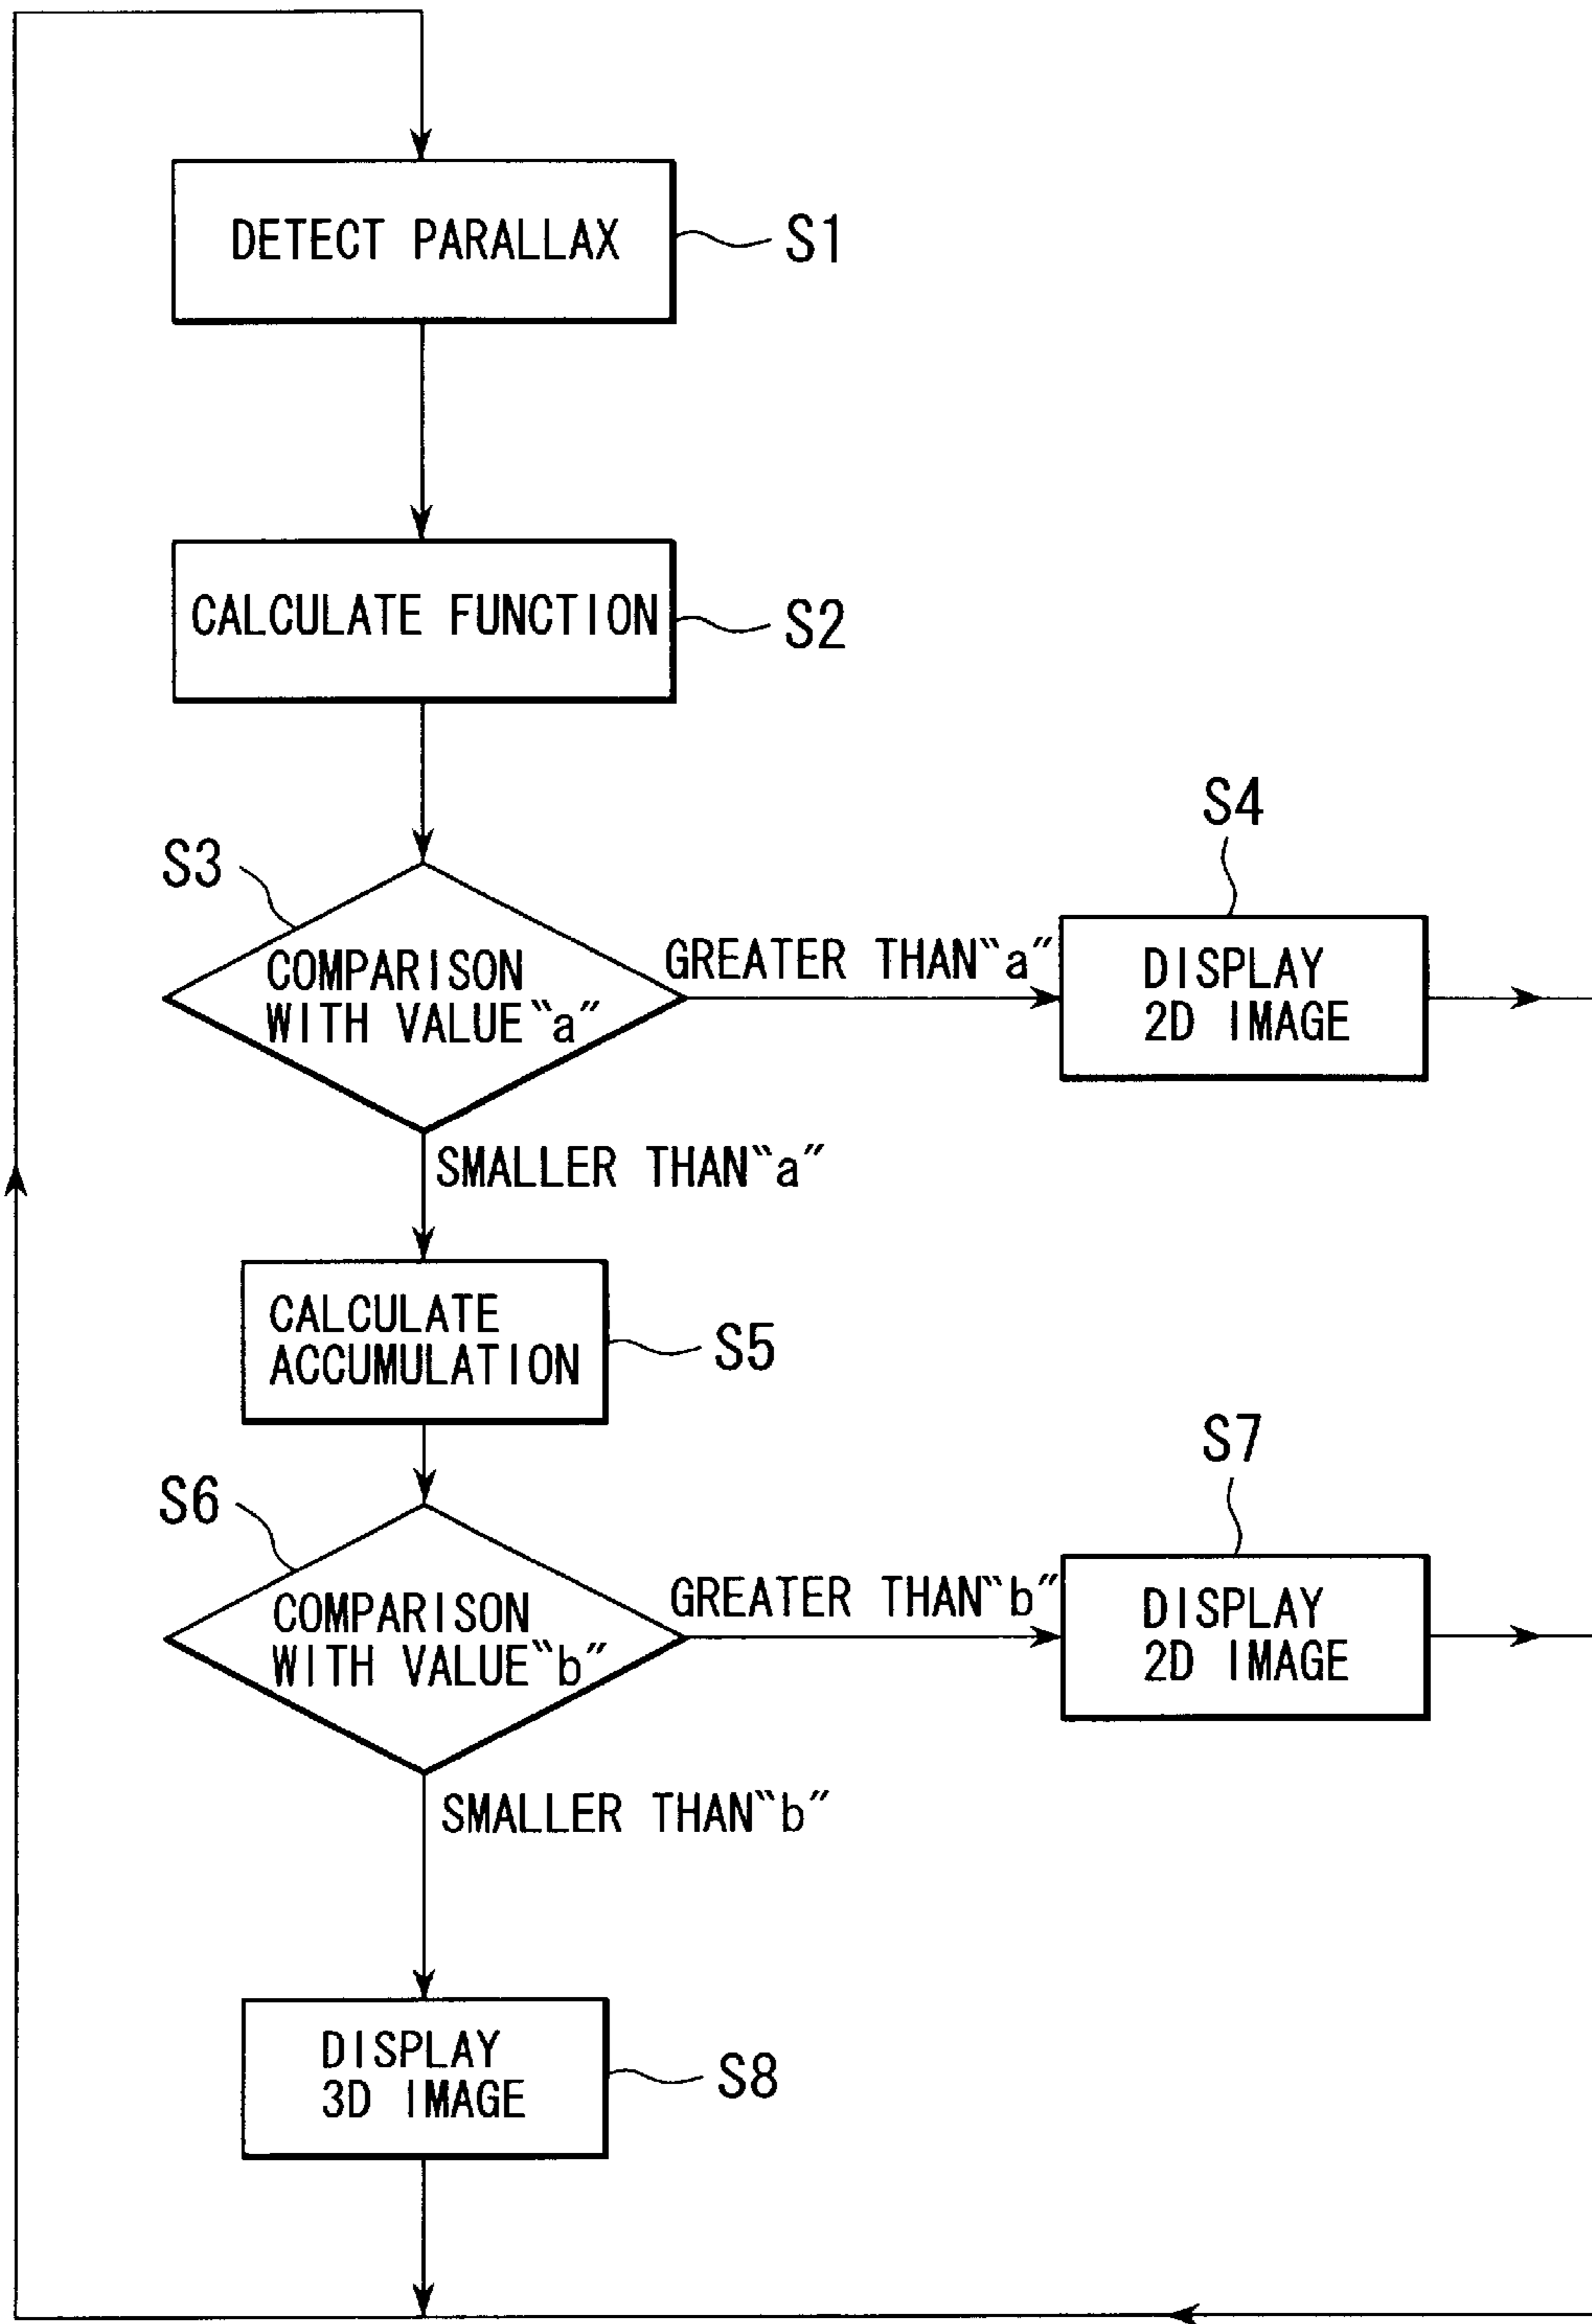 DETECT PARALLAX
S1
CALCULATE FUNCTION
S2
S3
COMPARISON
WITH VALUE‶a″
GREATER THAN‶a″
S4
DISPLAY
2D IMAGE
SMALLER THAN‶a″
CALCULATE
ACCUMULATION
S5
S6
COMPARISON
WITH VALUE‶b″
GREATER THAN‶b″
S7
DISPLAY
2D IMAGE
SMALLER THAN‶b″
DISPLAY
3D IMAGE
S8